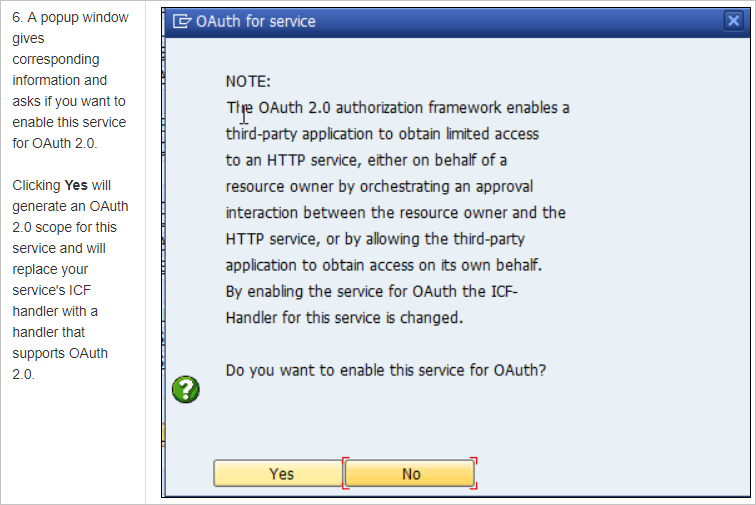 6. A popup window
gives
corresponding
information and
asks if you want to
enable this service
for OAuth 2.0.
Clicking Yes will
generate an OAuth
2.0 scope for this
service and will
replace your
service's ICF
handler with a
handler that
supports OAuth
2.0.
OAuth for service
NOTE:
The OAuth 2.0 authorization framework enables a
third-party application to obtain limited access
to an HTTP service, either on behalf of a
resource owner by orchestrating an approval
interaction between the resource owner and the
HTTP service, or by allowing the third-party
application to obtain access on its own behalf.
By enabling the service for OAuth the ICF-
Handler for this service is changed.
Do you want to enable this service for OAuth?
Yes
No